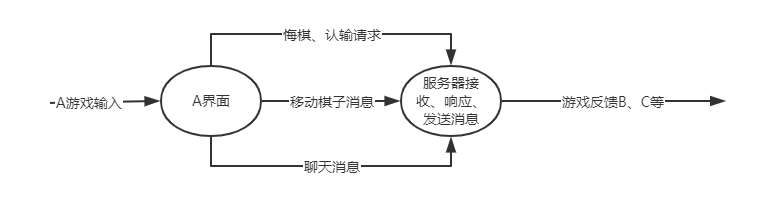 悔棋、认输请求
A游戏输入
A界面
移动棋子消息
服务器接
收、响应、
发送消息
游戏反馈B、C等
聊天消息